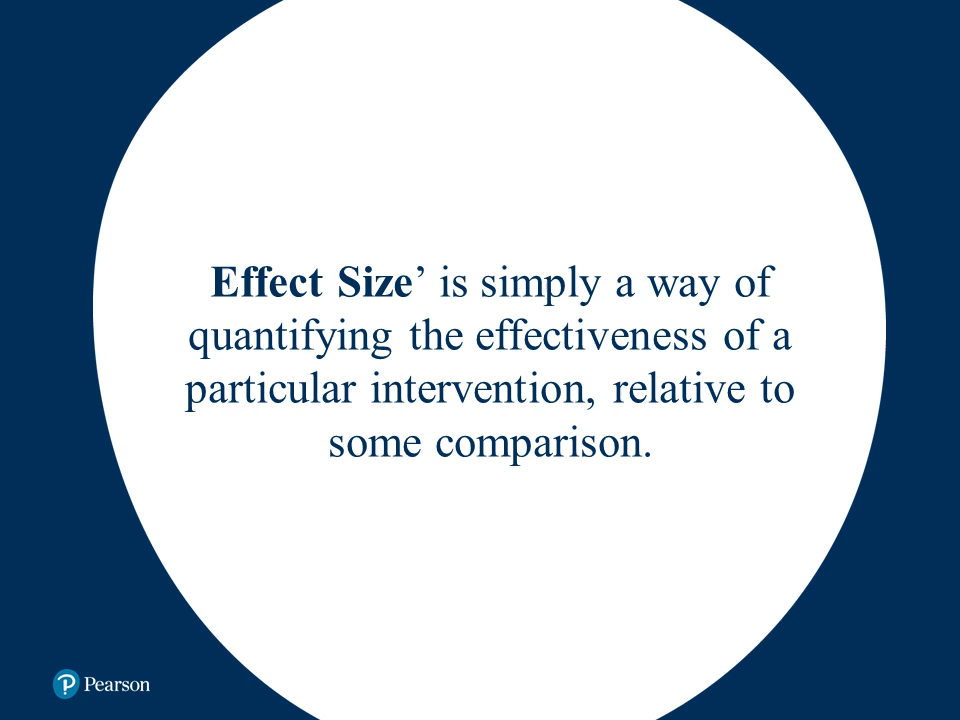 Effect Size’ is simply a way of
quantifying the effectiveness of a
particular intervention, relative to
some comparison.
P Pearson